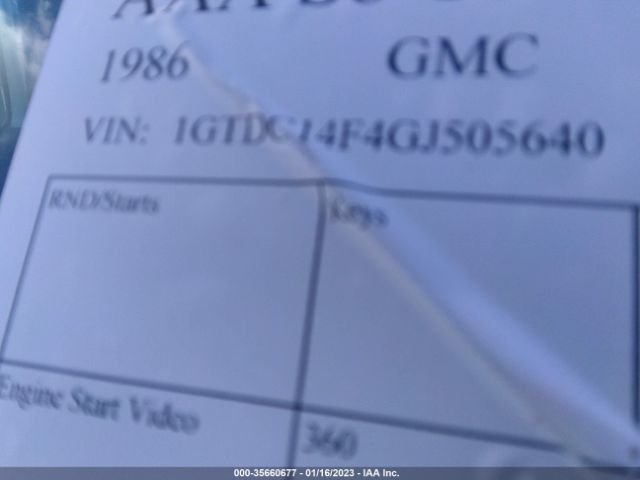 1986 GMC
VIN: 1GTDC14F4GJ505640
RND/Starts Keys
Engine Start Video 360
000-35660677 - 01/16/2023 - IAA Inc.